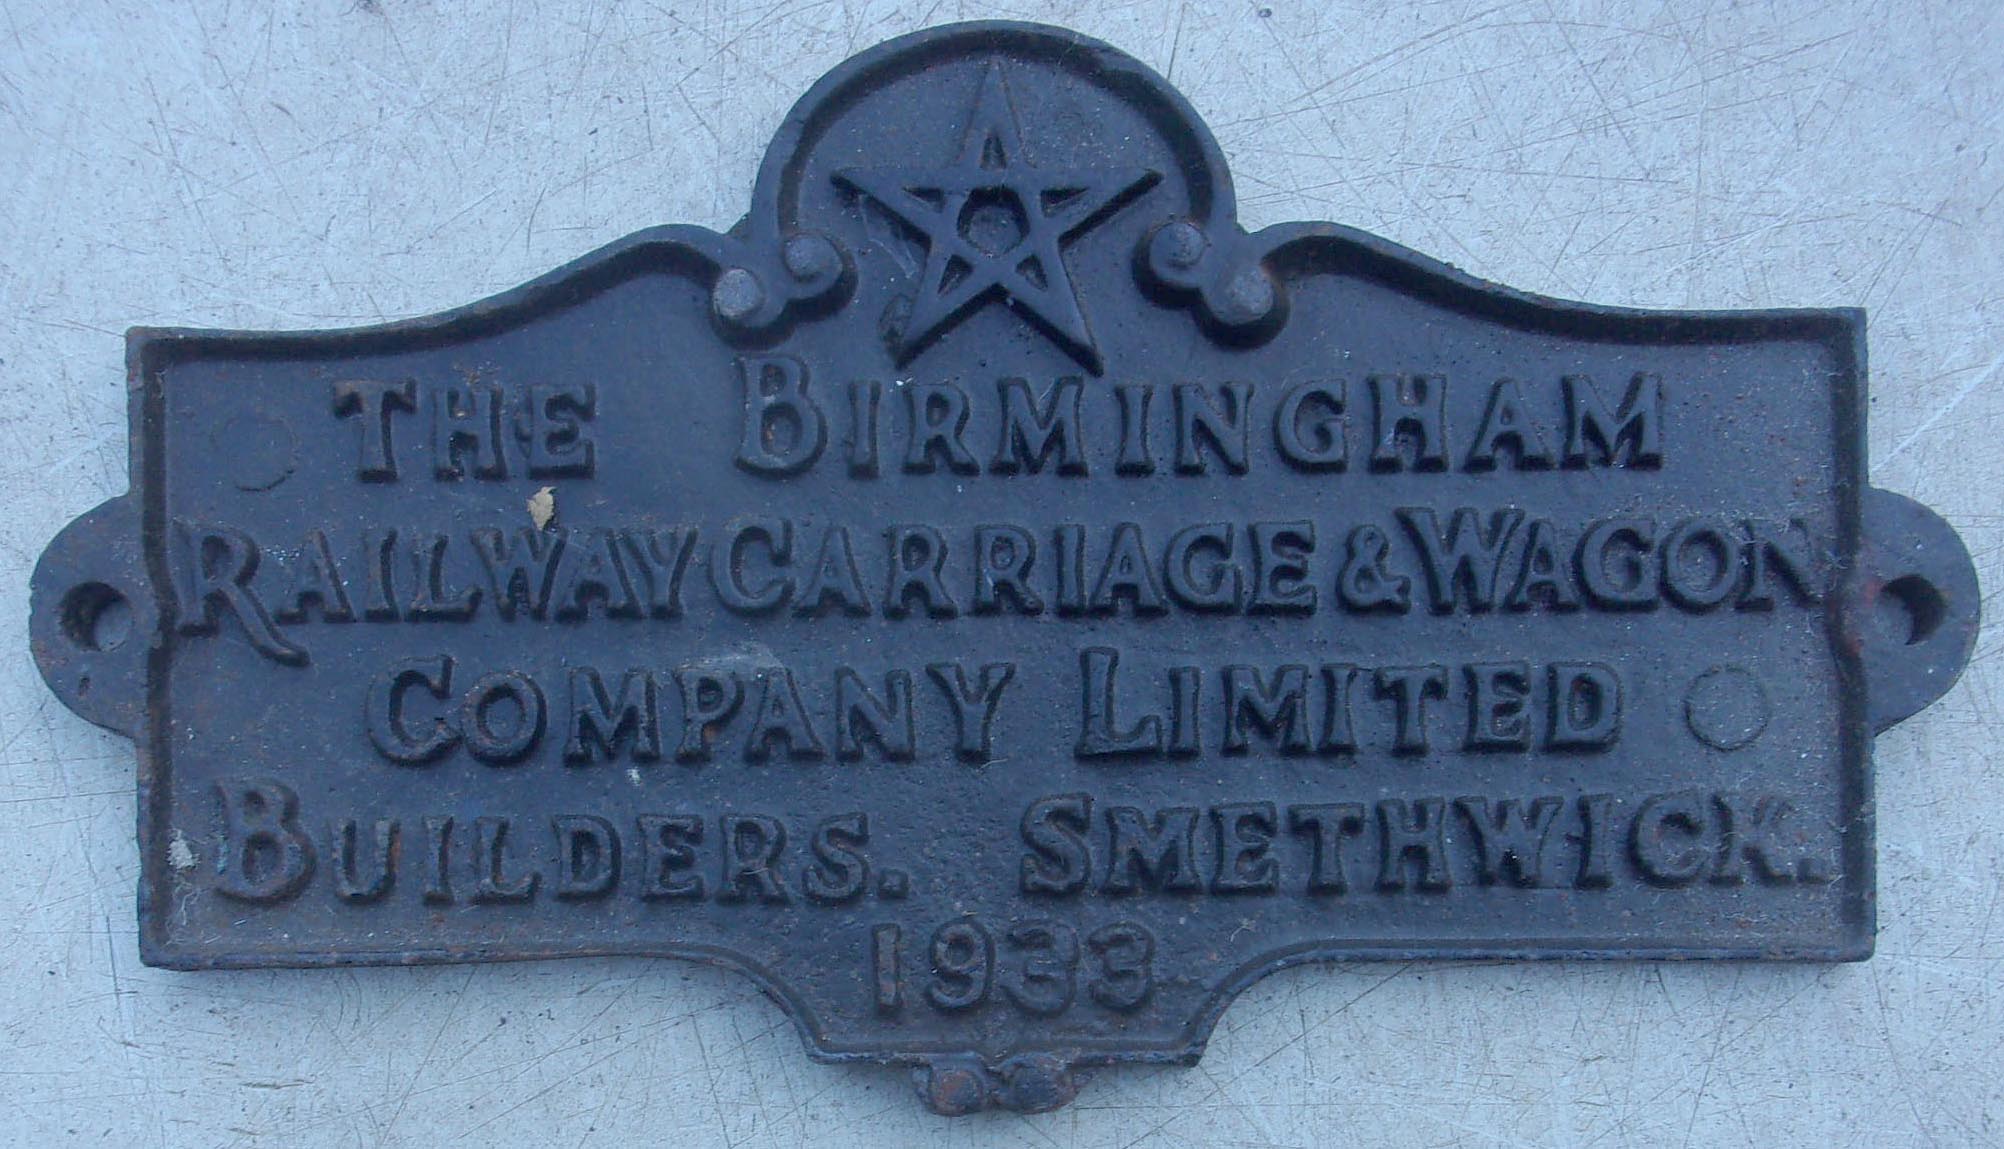 THE BIRMINGHAM
RAILWAY CARRIAGE & WAGON
COMPANY LIMITED
BUILDERS. SMETHWICK.
1933